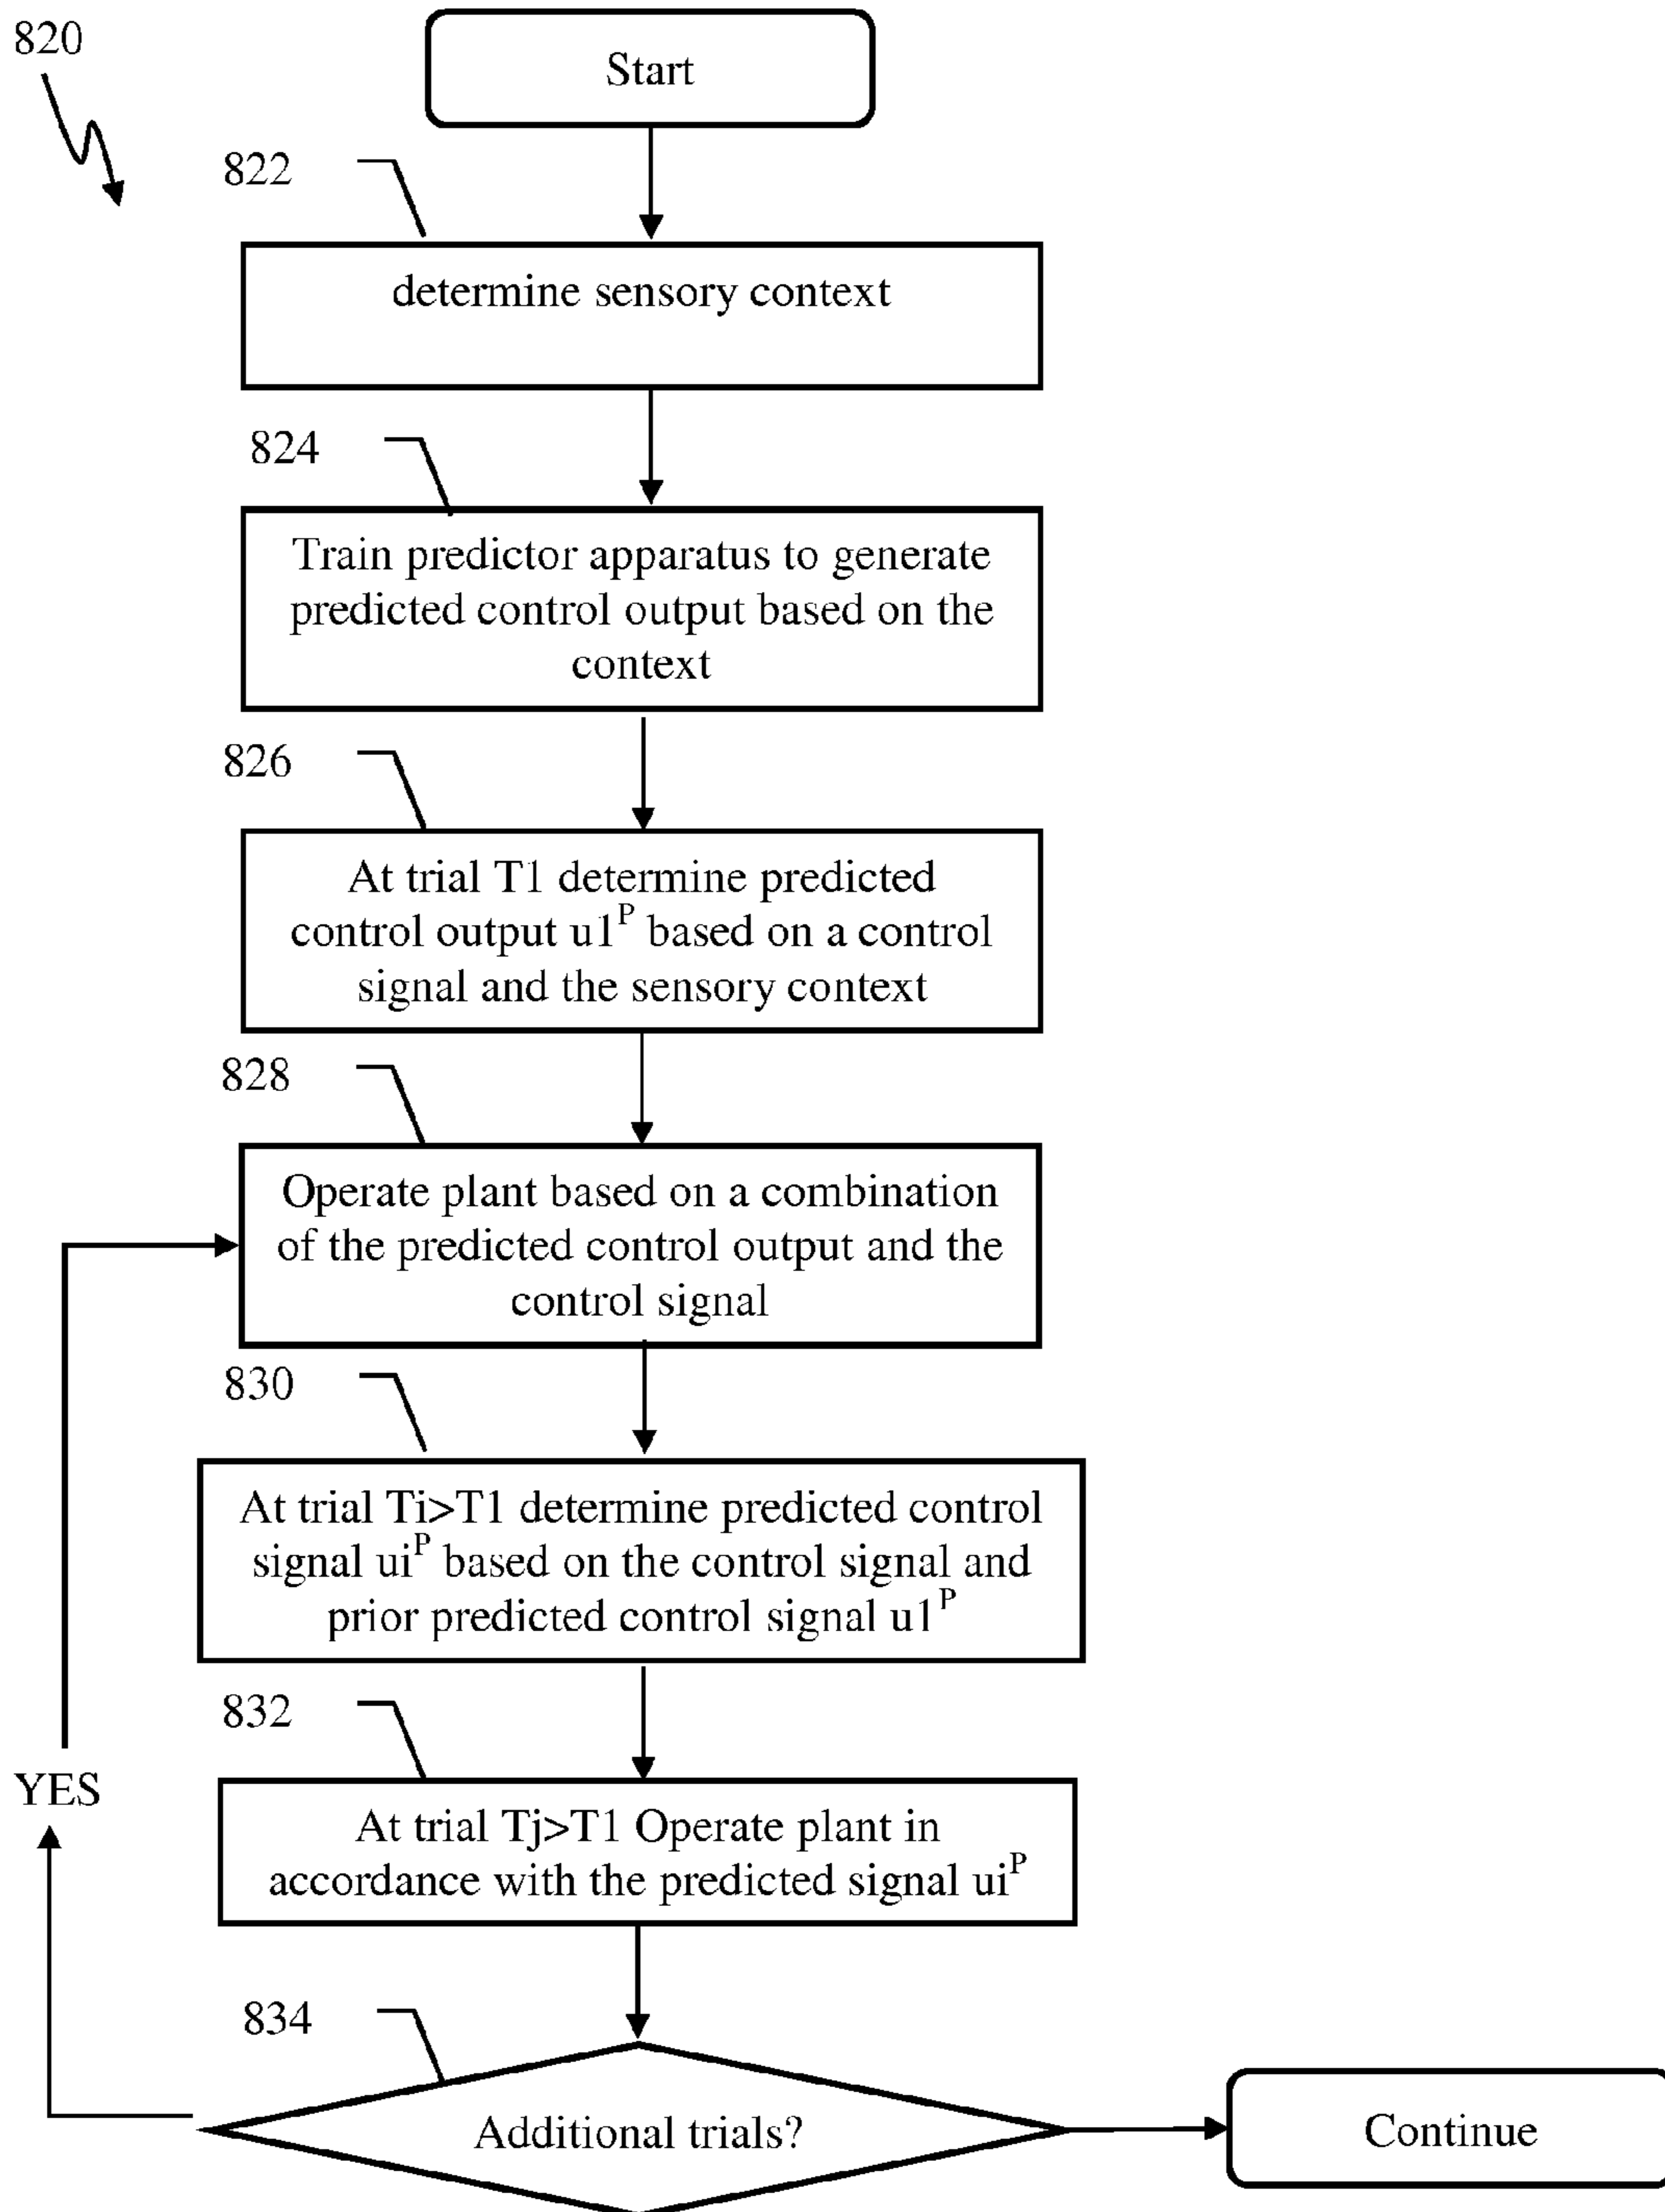 820
Start
822
determine sensory context
824
Train predictor apparatus to generate
predicted control output based on the
context
826
At trial T1 determine predicted
control output u1ᴾ based on a control
signal and the sensory context
828
Operate plant based on a combination
of the predicted control output and the
control signal
830
At trial Ti>T1 determine predicted control
signal uiᴾ based on the control signal and
prior predicted control signal u1ᴾ
832
At trial Tj>T1 Operate plant in
accordance with the predicted signal uiᴾ
YES
834
Additional trials?
Continue